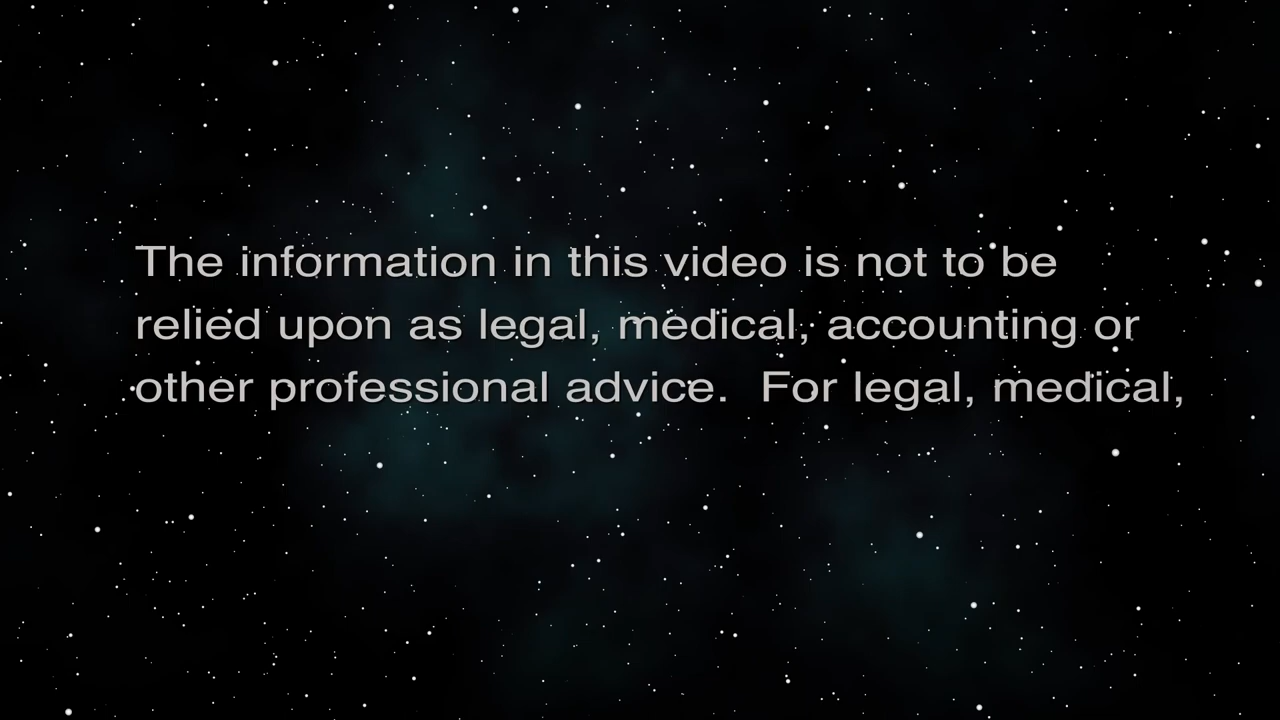 The information in this video is not to be
relied upon as legal, medical, accounting or
other professional advice.  For legal, medical,